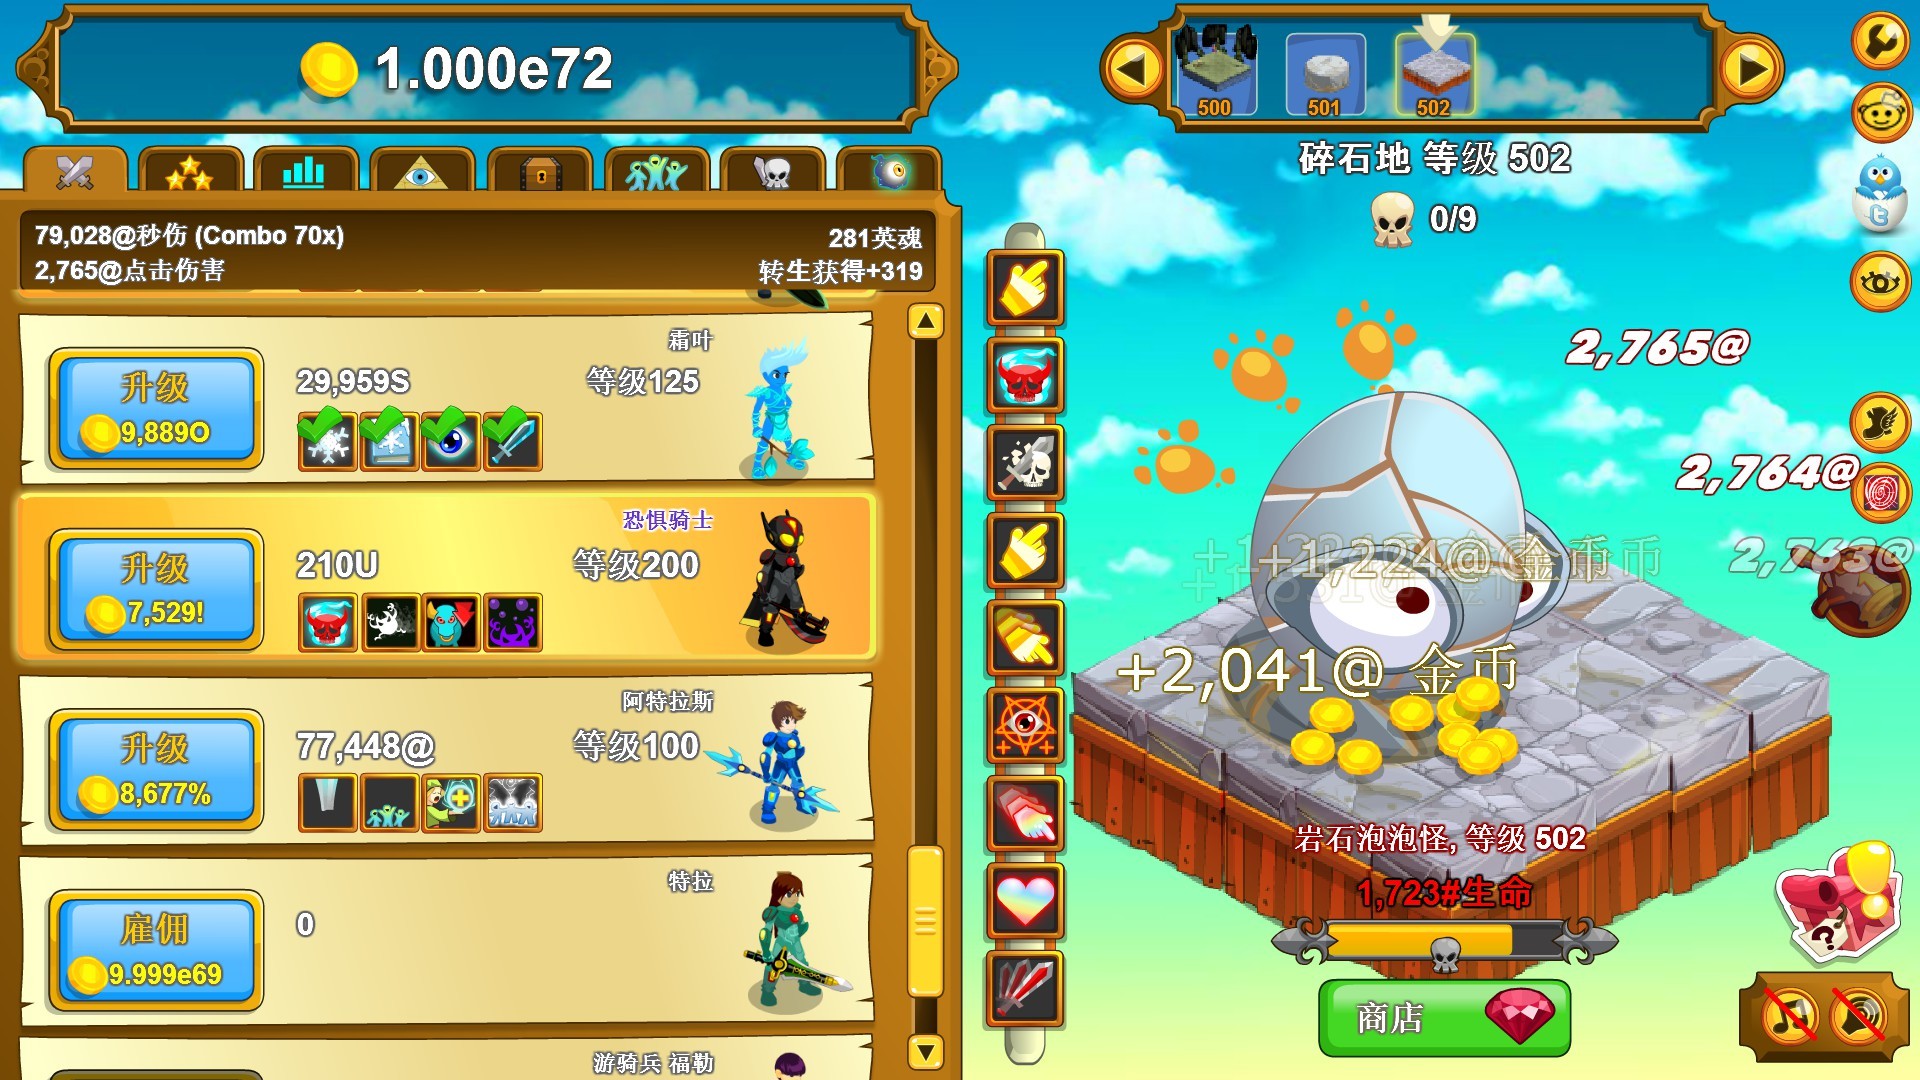 1.000e72
79,028@秒伤 (Combo 70x)
2,765@点击伤害
281英魂
转生获得+319
霜叶
升级
9,889O
29,959S
等级125
恐惧骑士
升级
7,529!
210U
等级200
阿特拉斯
升级
8,677%
77,448@
等级100
特拉
雇佣
9.999e69
0
游骑兵 福勒
500
501
502
碎石地 等级 502
0/9
2,765@
2,764@
2,763@
+1,224@ 金币
+2,041@ 金币
岩石泡泡怪, 等级 502
1,723#生命
商店